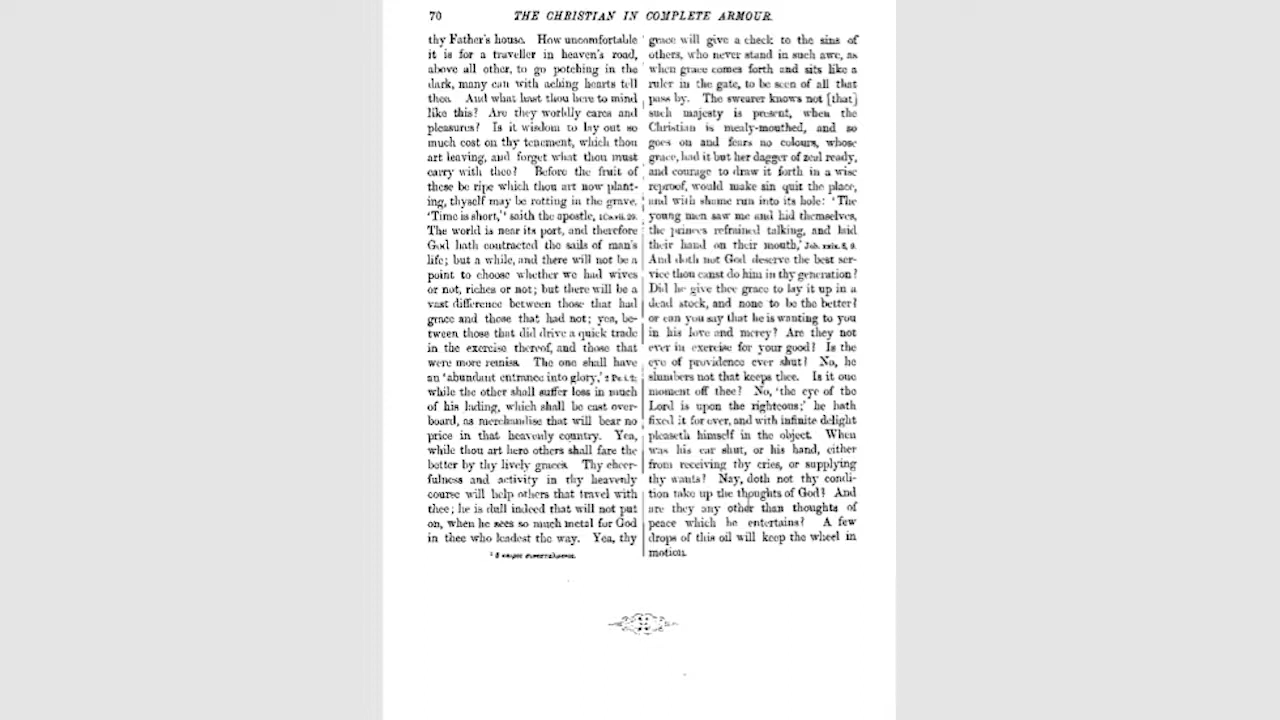 70
THE CHRISTIAN IN COMPLETE ARMOUR.
thy Father's house. How uncomfortable
it is for a traveller in heaven's road,
above all other, to go potching in the
dark, many can with aching hearts tell
thee. And what hast thou here to mind
like this? Are they worldly cares and
pleasures? Is it wisdom to lay out so
much cost on thy tenement, which thou
art leaving, and forget what thou must
carry with thee? Before the fruit of
these be ripe which thou art now plant-
ing, thyself may be rotting in the grave.
'Time is short,'¹ saith the apostle, 1 Cor. vii. 29.
The world is near its port, and therefore
God hath contracted the sails of man's
life; but a while, and there will not be a
point to choose whether we had wives
or not, riches or not; but there will be a
vast difference between those that had
grace and those that had not; yea, be-
tween those that did drive a quick trade
in the exercise thereof, and those that
were more remiss. The one shall have
an 'abundant entrance into glory,' 2 Pe. i.
while the other shall suffer loss in much
of his lading, which shall be cast over-
board, as merchandise that will bear no
price in that heavenly country. Yea,
while thou art here others shall fare the
better by thy lively graces. Thy cheer-
fulness and activity in thy heavenly
course will help others that travel with
thee; he is dull indeed that will not put
on, when he sees so much metal for God
in thee who leadest the way. Yea, thy
grace will give a check to the sins of
others, who never stand in such awe, as
when grace comes forth and sits like a
ruler in the gate, to be seen of all that
pass by. The swearer knows not [that]
such majesty is present, when the
Christian is mealy-mouthed, and so
goes on and fears no colours, whose
grace, had it but her dagger of zeal ready,
and courage to draw it forth in a wise
reproof, would make sin quit the place,
and with shame run into its hole: 'The
young men saw me and hid themselves,
the princes refrained talking, and laid
their hand on their mouth,' Job. xxix. 8, 9.
And doth not God deserve the best ser-
vice thou canst do him in thy generation?
Did he give thee grace to lay it up in a
dead stock, and none to be the better?
or can you say that he is wanting to you
in his love and mercy? Are they not
ever in exercise for your good? Is the
eye of providence ever shut? No, he
slumbers not that keeps thee. Is it one
moment off thee? No, 'the eye of the
Lord is upon the righteous;' he hath
fixed it for ever, and with infinite delight
pleaseth himself in the object. When
was his ear shut, or his hand, either
from receiving thy cries, or supplying
thy wants? Nay, doth not thy condi-
tion take up the thoughts of God? And
are they any other than thoughts of
peace which he entertains? A few
drops of this oil will keep the wheel in
motion.